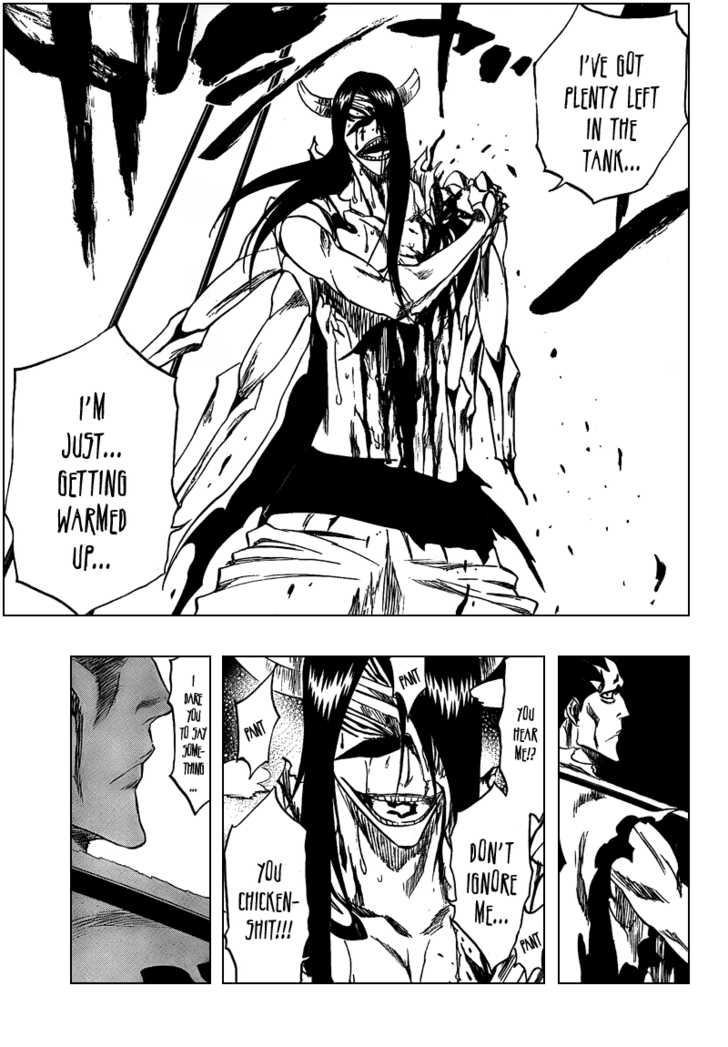 I'VE GOT
PLENTY LEFT
IN THE
TANK...
I'M
JUST...
GETTING
WARMED
UP...
YOU
HEAR
ME!?
PANT
PANT
DON'T
IGNORE
ME...
PANT
YOU
CHICKEN-
SHIT!!!
I
DARE
YOU
TO SAY
SOME-
THING
...